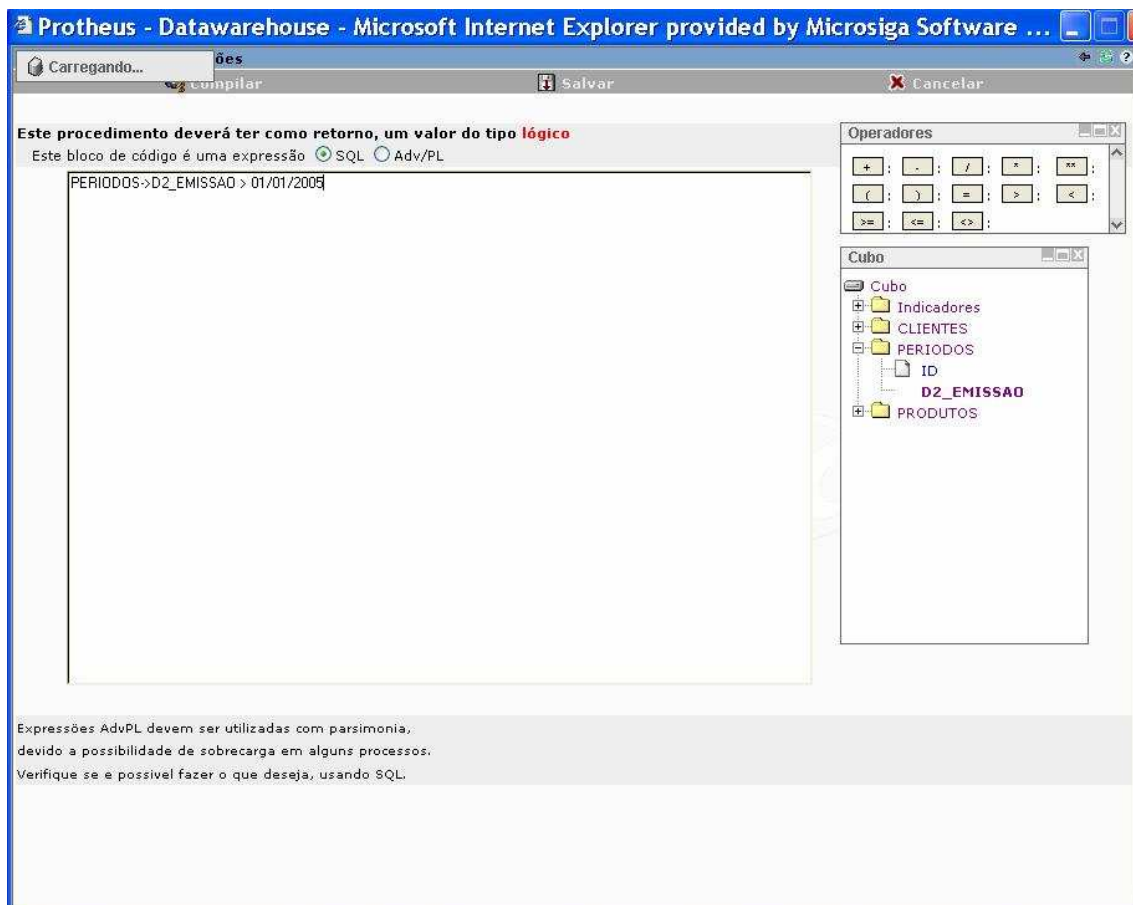 Protheus - Datawarehouse - Microsoft Internet Explorer provided by Microsiga Software ...
Carregando...
ões
Compilar
Salvar
Cancelar
Este procedimento deverá ter como retorno, um valor do tipo lógico
Este bloco de código é uma expressão SQL Adv/PL
PERIODOS->D2_EMISSAO > 01/01/2005
Operadores
+ : - : / : * : ** :
( : ) : = : > : < :
>= : <= : <> :
Cubo
Cubo
Indicadores
CLIENTES
PERIODOS
ID
D2_EMISSAO
PRODUTOS
Expressões AdvPL devem ser utilizadas com parsimonia,
devido a possibilidade de sobrecarga em alguns processos.
Verifique se e possivel fazer o que deseja, usando SQL.